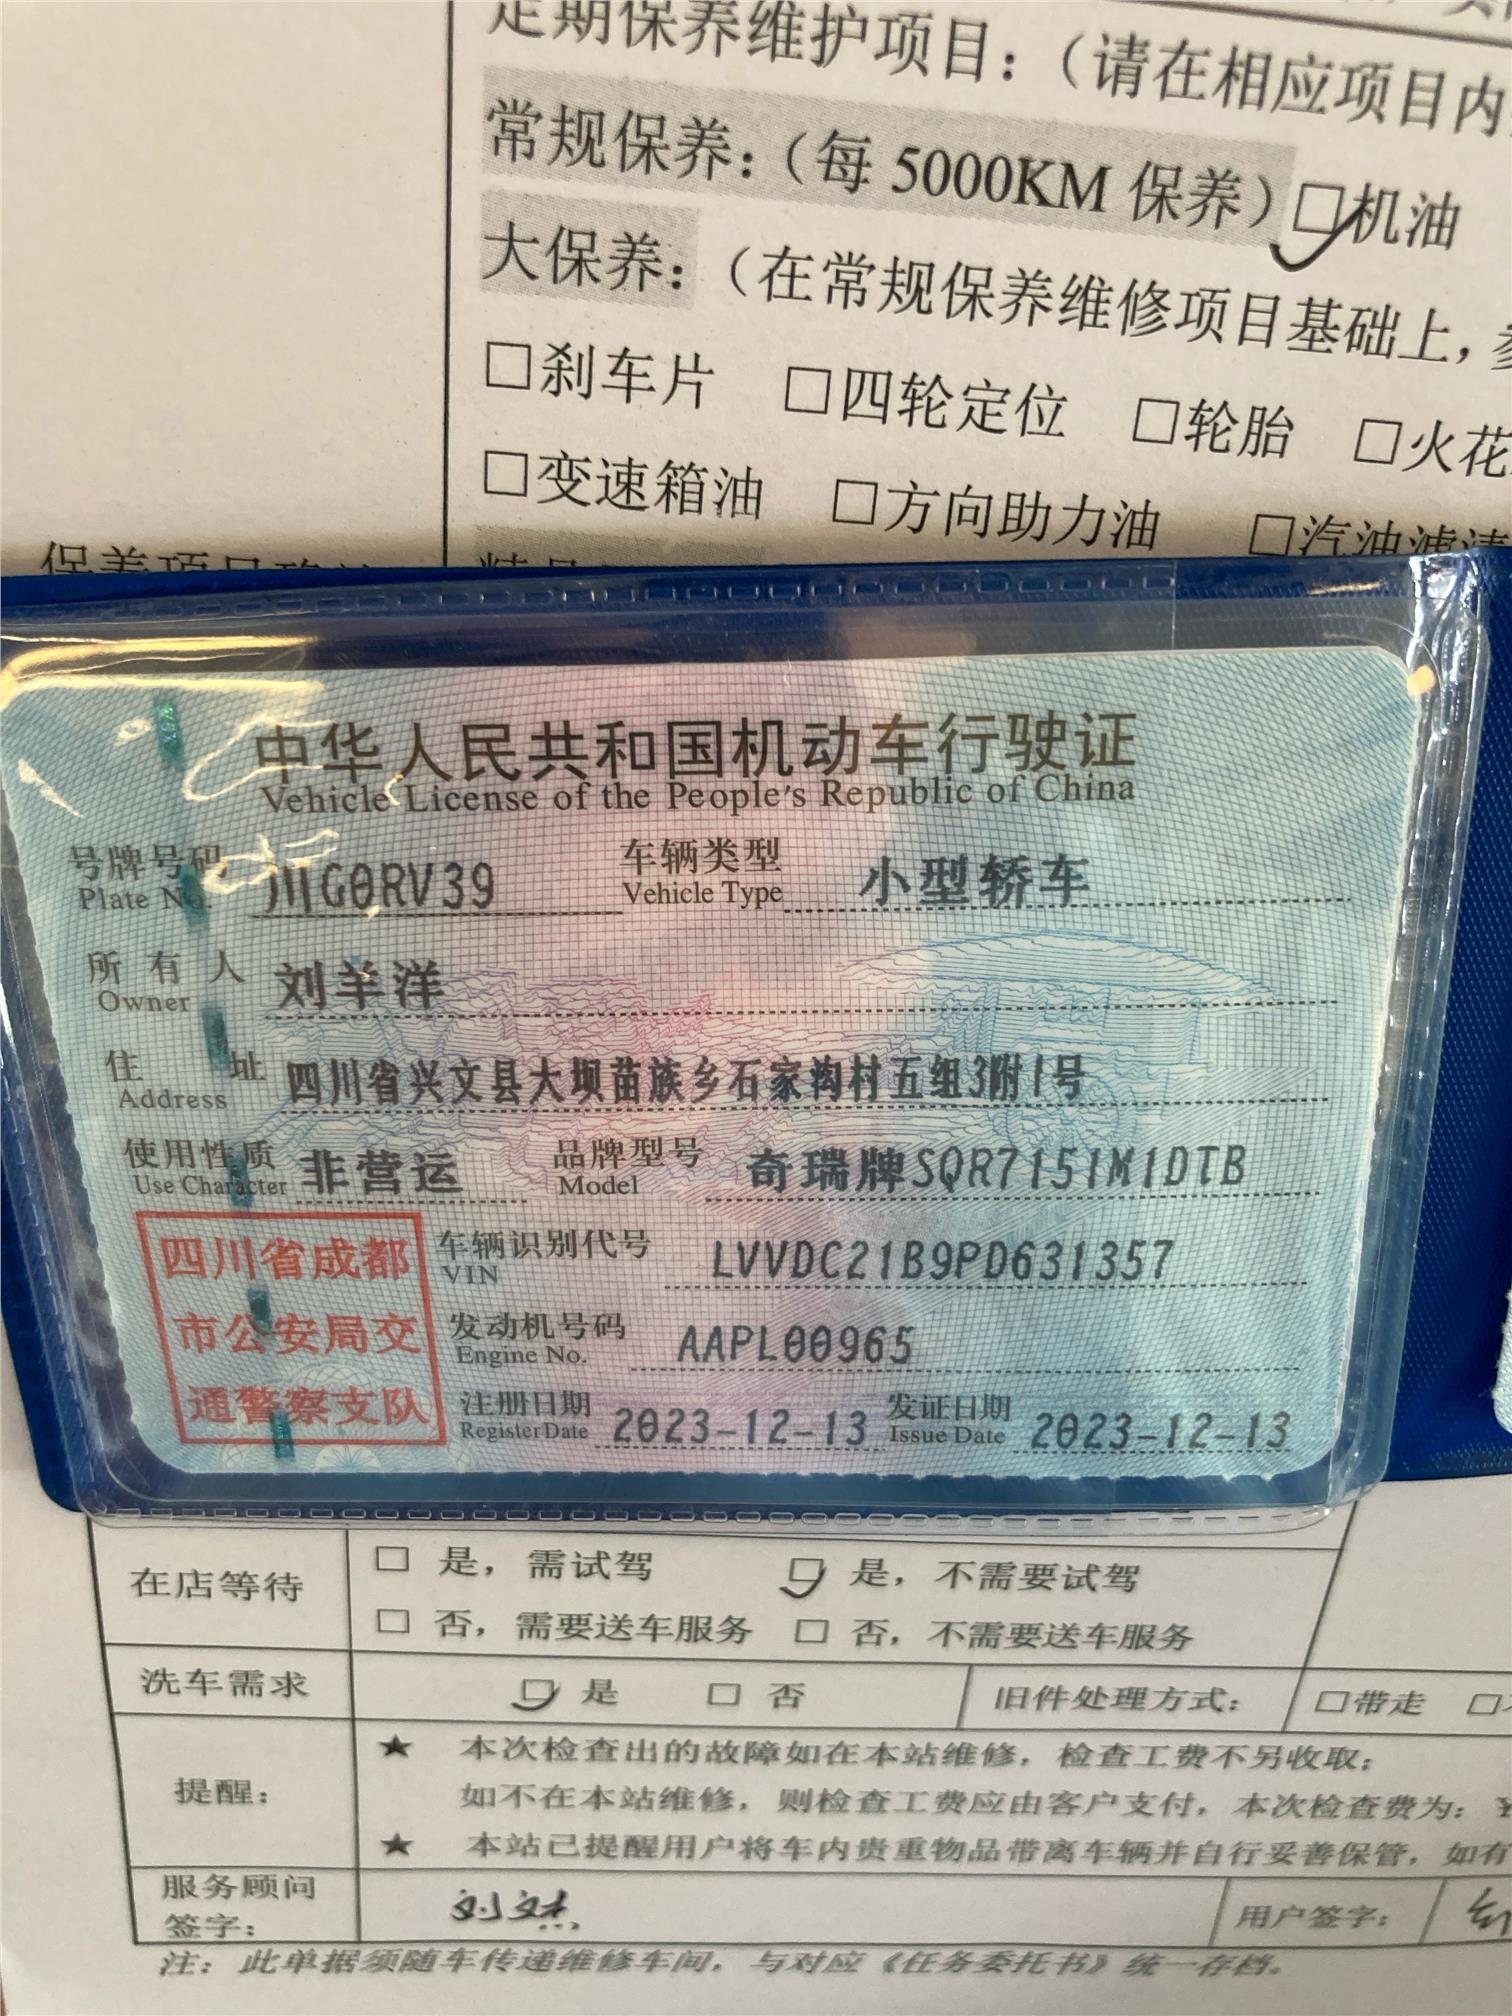 定期保养维护项目：（请在相应项目内
常规保养：（每 5000KM 保养）□机油
大保养：（在常规保养维修项目基础上，
□刹车片 □四轮定位 □轮胎 □火花
□变速箱油 □方向助力油 □汽油滤清
中华人民共和国机动车行驶证
Vehicle License of the People's Republic of China
号牌号码 川G0RV39 车辆类型 小型轿车
Plate No. Vehicle Type
所有人 刘羊洋
Owner
住址 四川省兴文县大坝苗族乡石家沟村五组3附1号
Address
使用性质 非营运 品牌型号 奇瑞牌SQR7151M1DTB
Use Character Model
四川省成都
市公安局交
通警察支队
车辆识别代号 LVVDC21B9PD631357
VIN
发动机号码 AAPL00965
Engine No.
注册日期 2023-12-13 发证日期 2023-12-13
Register Date Issue Date
在店等待
□ 是，需试驾 □ 是，不需要试驾
□ 否，需要送车服务 □ 否，不需要送车服务
洗车需求 □ 是 □ 否 旧件处理方式： □带走 □
提醒：
★ 本次检查出的故障如在本站维修，检查工费不另收取；
如不在本站维修，则检查工费应由客户支付，本次检查费为：¥
★ 本站已提醒用户将车内贵重物品带离车辆并自行妥善保管，如有
服务顾问
签字： 刘文杰 用户签字：
注：此单据须随车传递维修车间，与对应《任务委托书》统一存档。